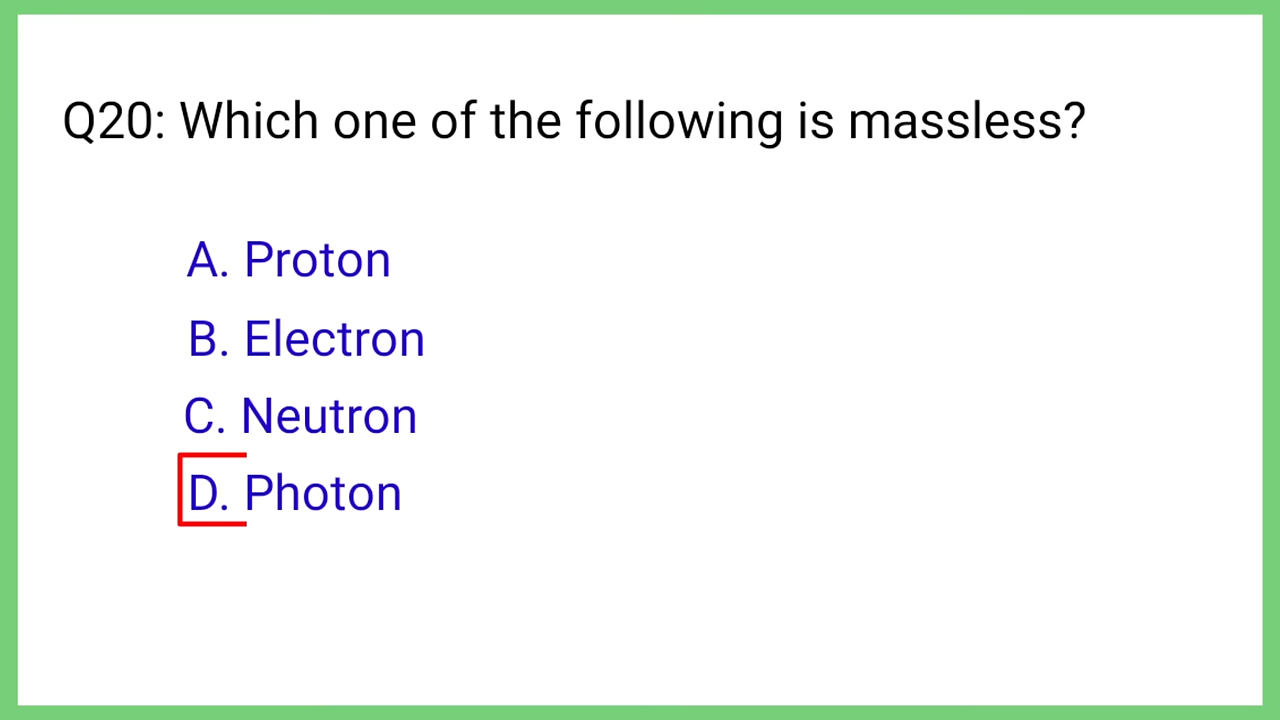 Q20: Which one of the following is massless?
A. Proton
B. Electron
C. Neutron
D. Photon